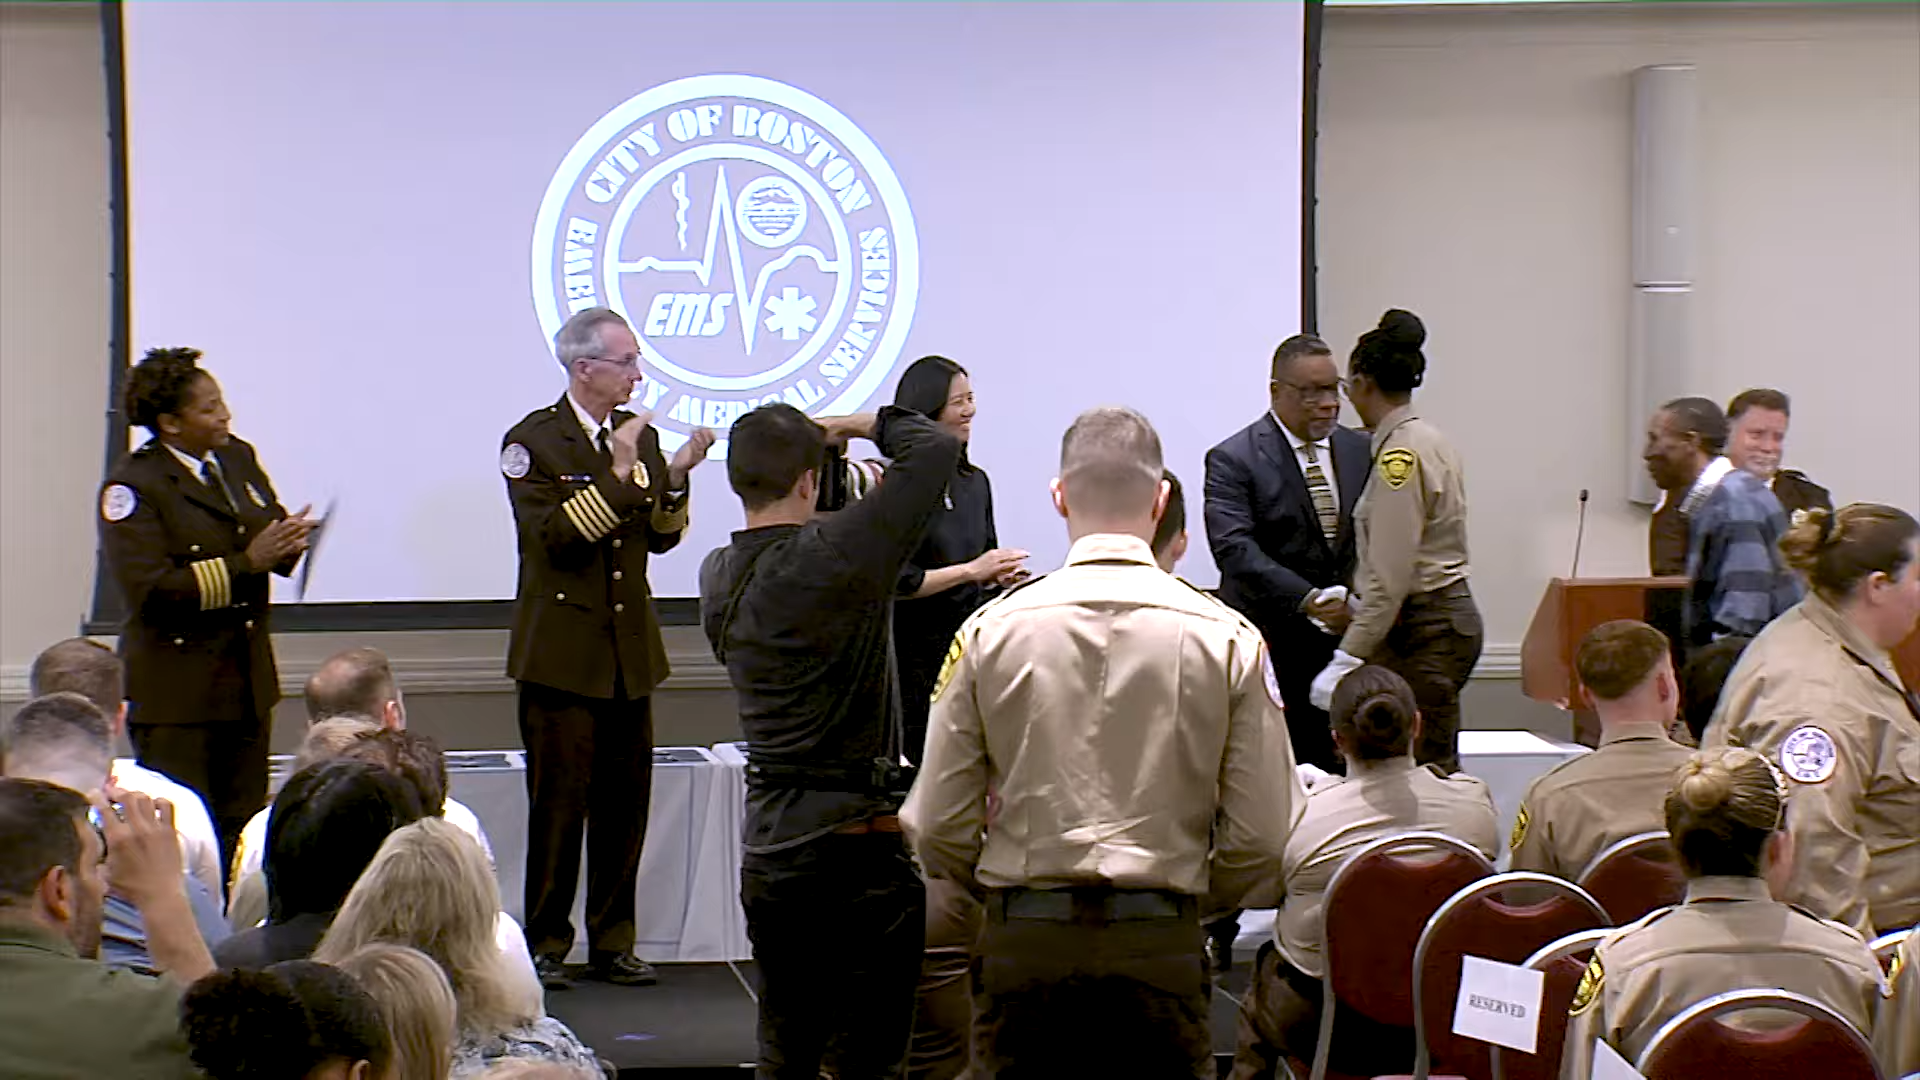 CITY OF BOSTON
MEDICAL SERVICES
EMS
RESERVED